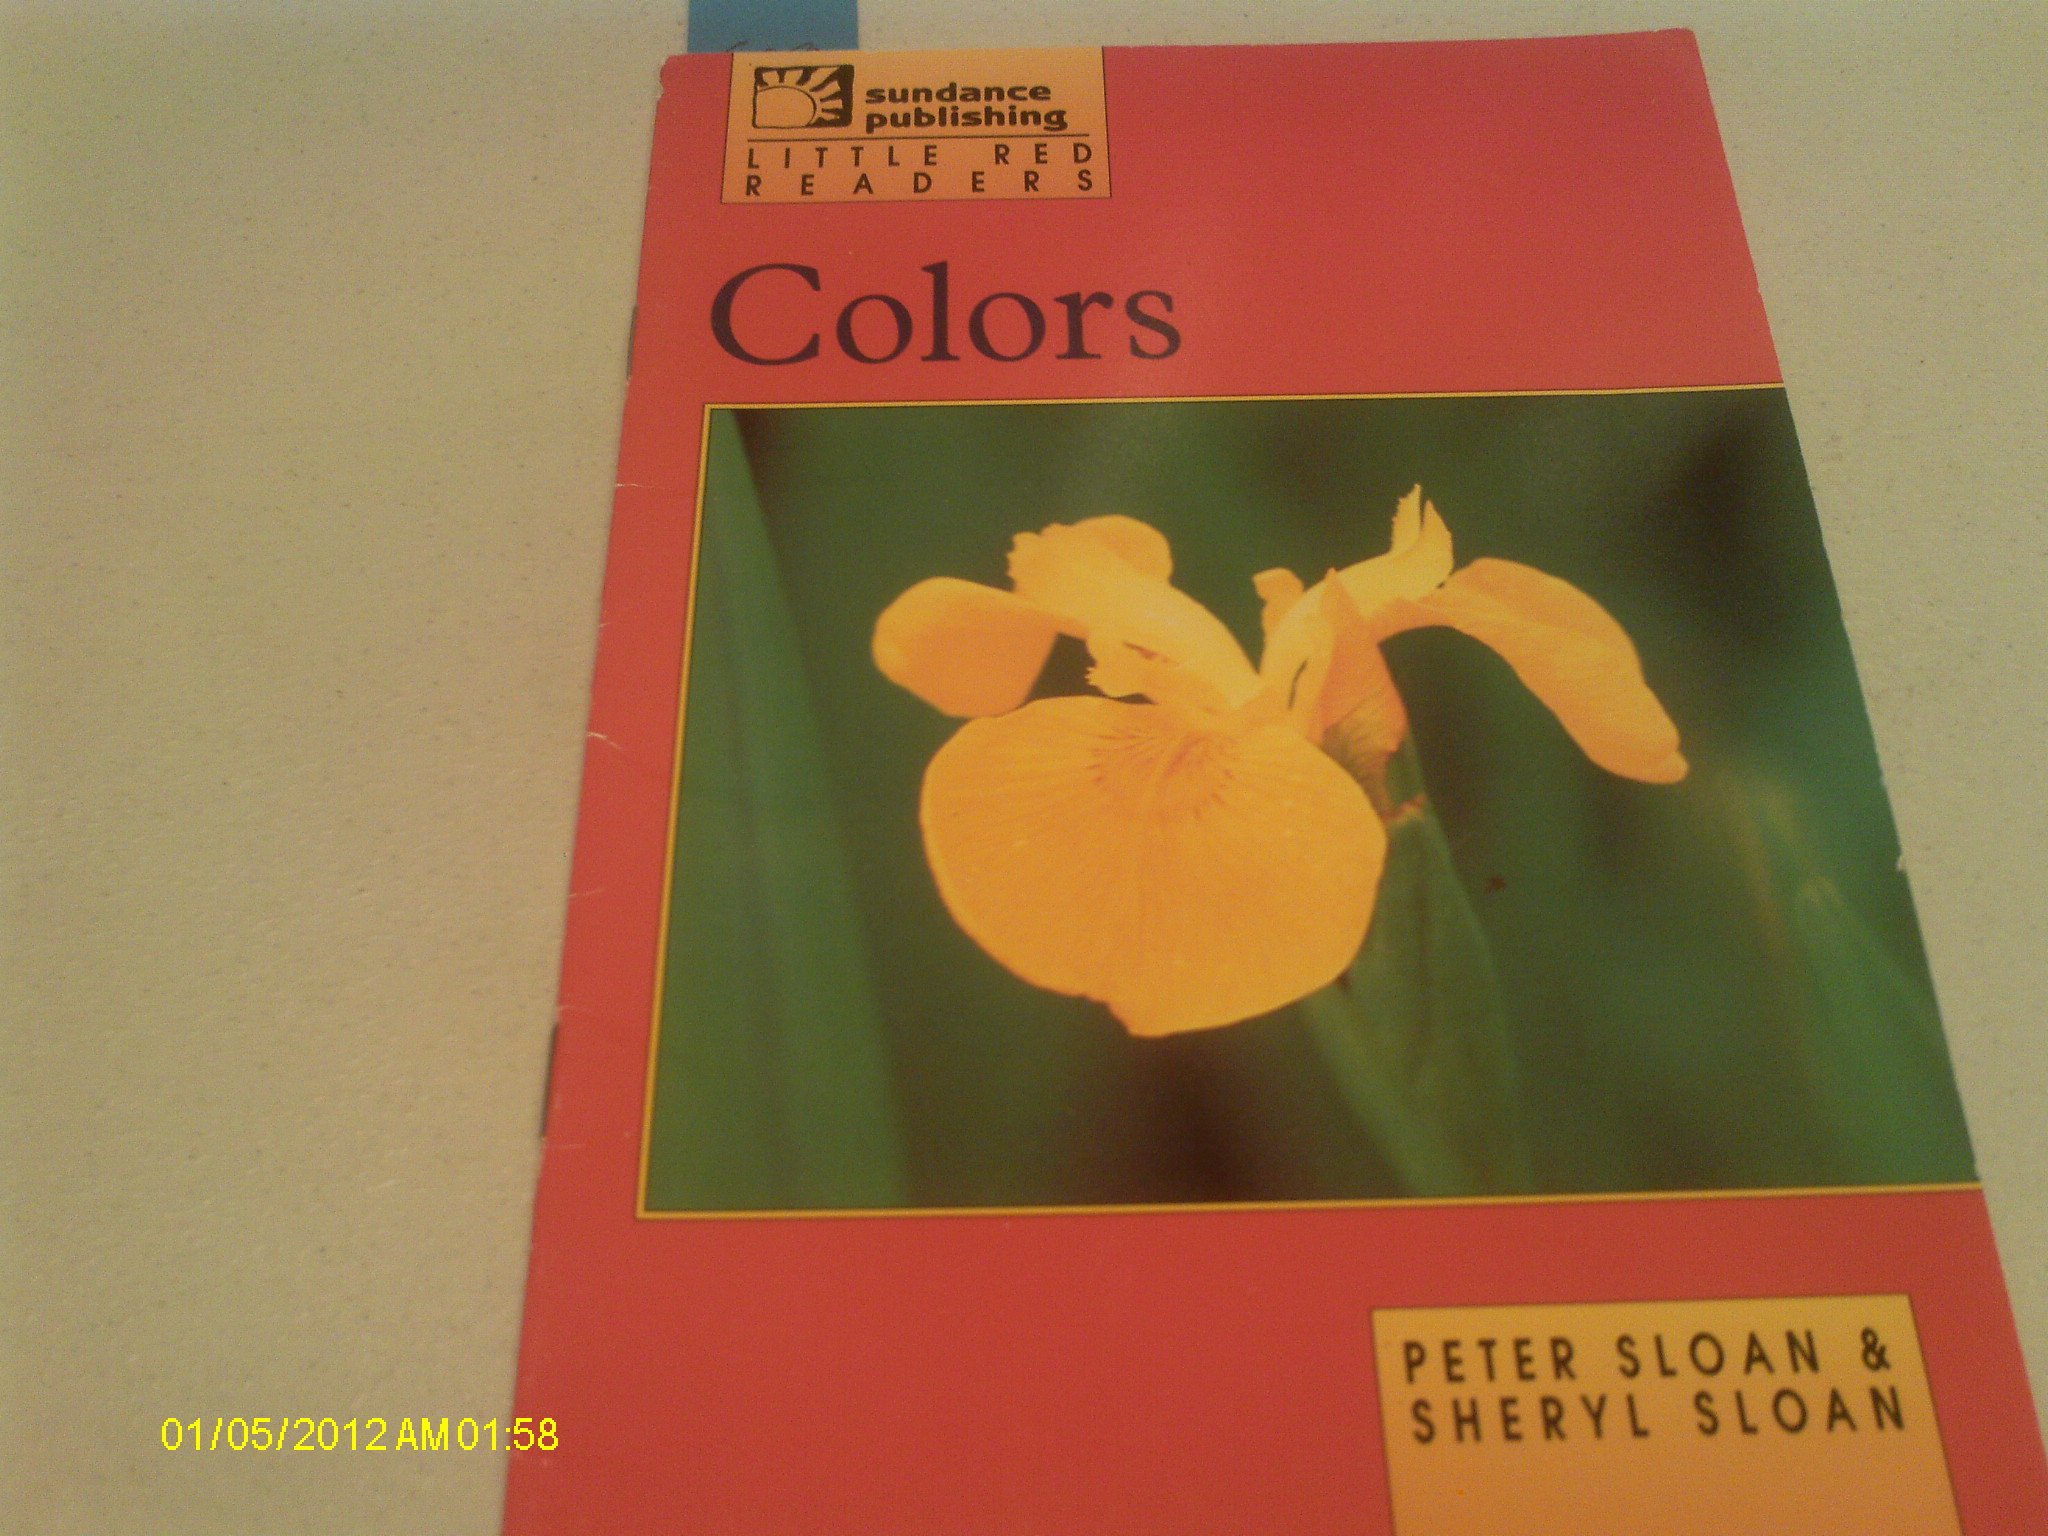 sundance
publishing
LITTLE RED
READERS
Colors
PETER SLOAN &
SHERYL SLOAN
01/05/2012 AM 01:58